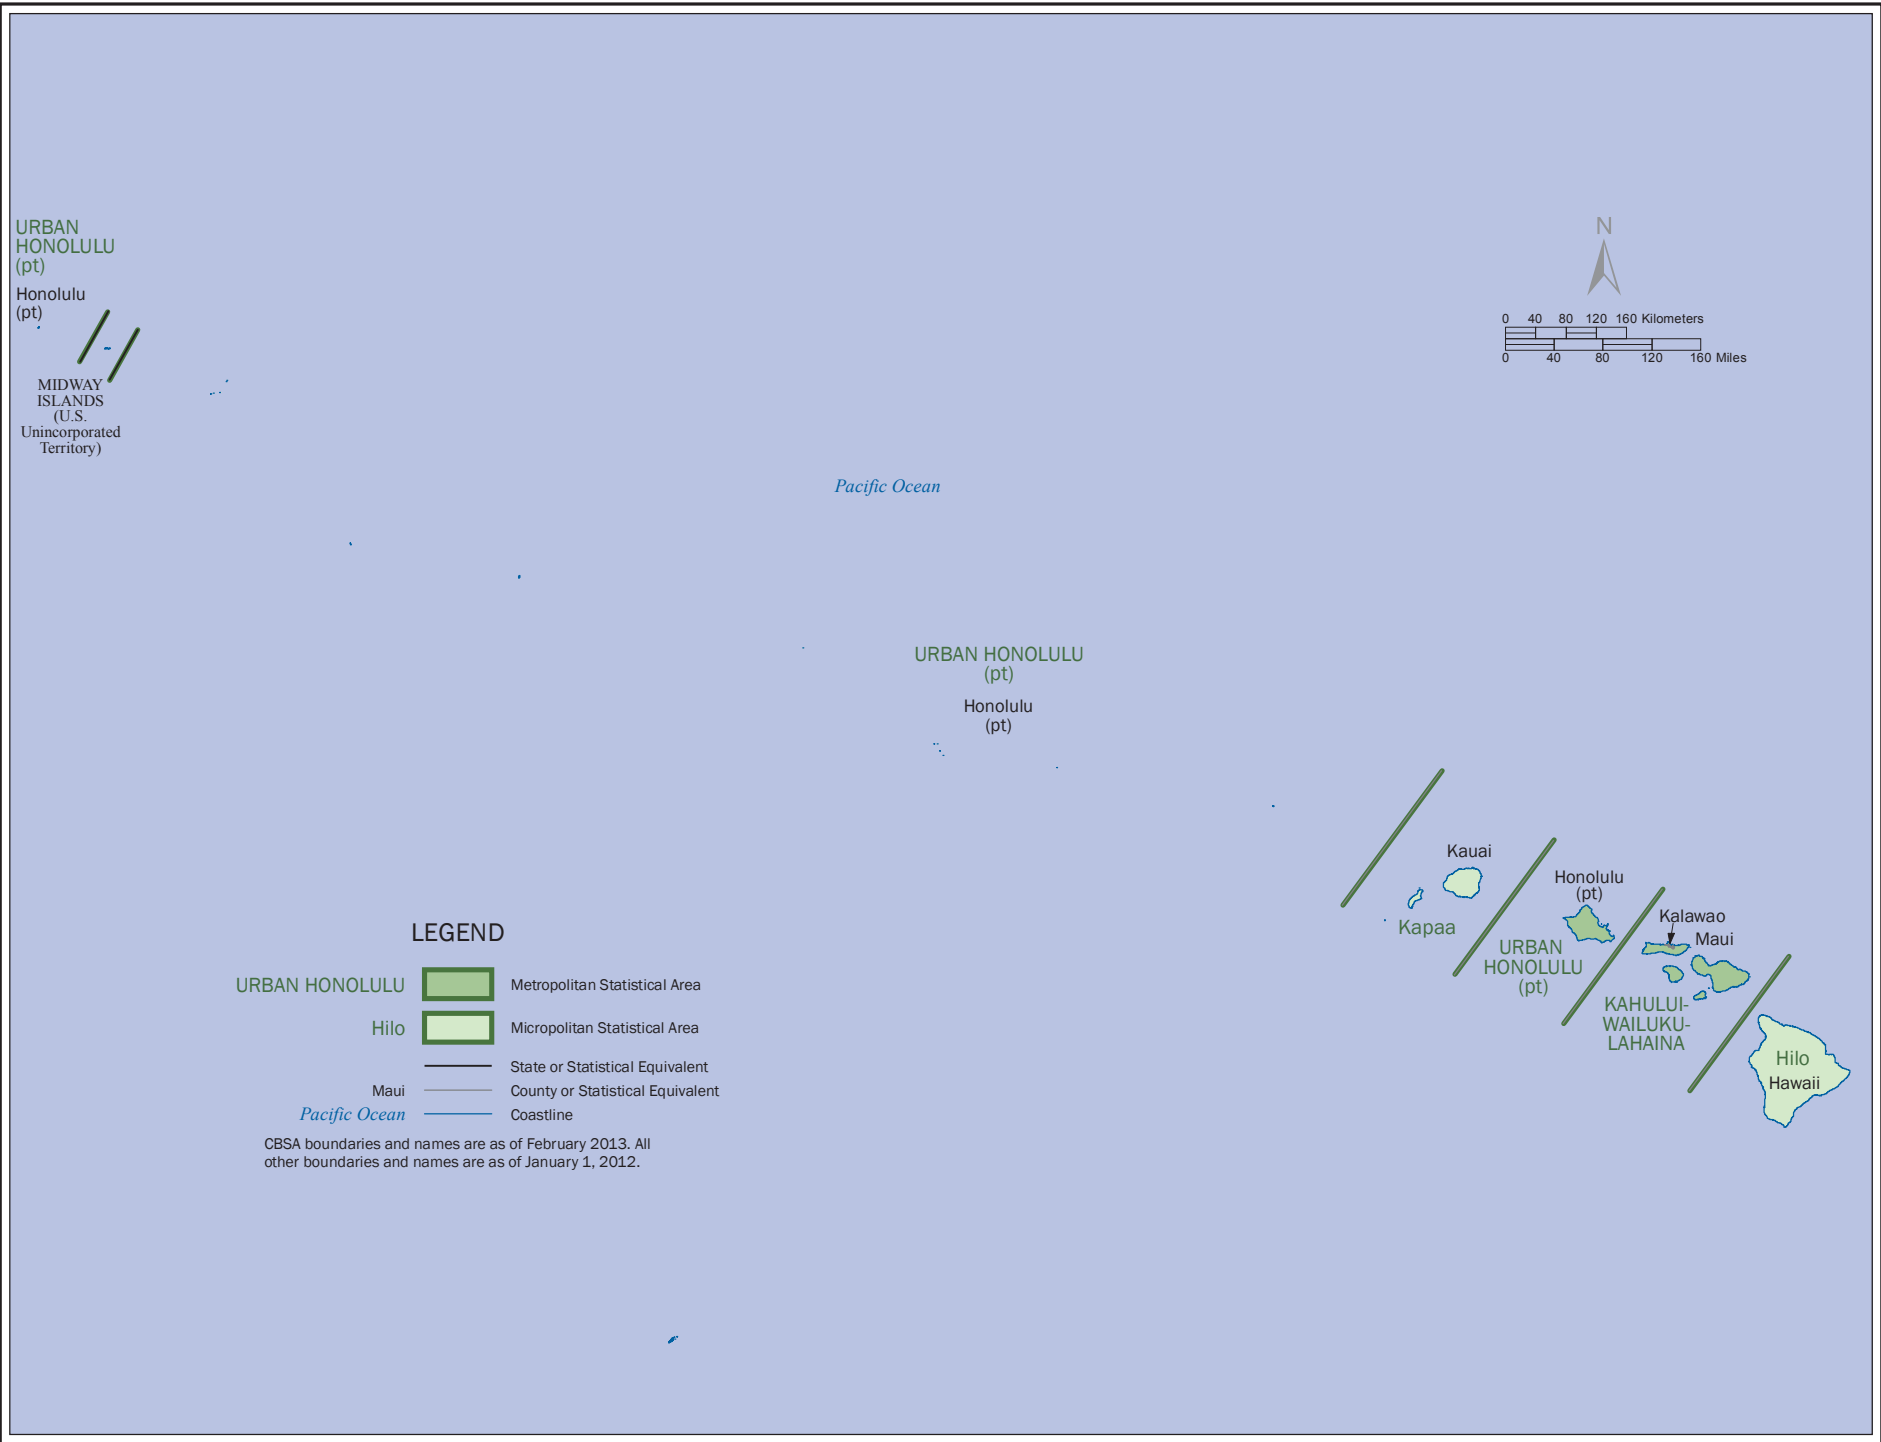 URBAN
HONOLULU
(pt)
Honolulu
(pt)
MIDWAY
ISLANDS
(U.S.
Unincorporated
Territory)
N
0 40 80 120 160 Kilometers
0 40 80 120 160 Miles
Pacific Ocean
URBAN HONOLULU
(pt)
Honolulu
(pt)
Kauai
Kapaa
Honolulu
(pt)
URBAN
HONOLULU
(pt)
Kalawao
Maui
KAHULUI-
WAILUKU-
LAHAINA
Hilo
Hawaii
LEGEND
URBAN HONOLULU Metropolitan Statistical Area
Hilo Micropolitan Statistical Area
State or Statistical Equivalent
Maui County or Statistical Equivalent
Pacific Ocean Coastline
CBSA boundaries and names are as of February 2013. All
other boundaries and names are as of January 1, 2012.